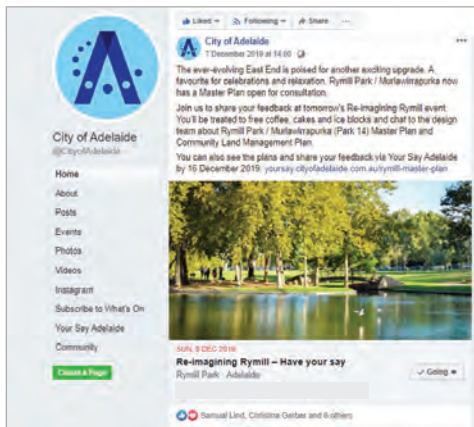 Liked Following Share ...
City of Adelaide
7 December 2019 at 14:00
The ever-evolving East End is poised for another exciting upgrade. A
favourite for celebrations and relaxation, Rymill Park / Murlawirrapurka now
has a Master Plan open for consultation.
Join us to share your feedback at tomorrow's Re-imagining Rymill event.
You'll be treated to free coffee, cakes and ice blocks and chat to the design
team about Rymill Park / Murlawirrapurka (Park 14) Master Plan and
Community Land Management Plan.
You can also see the plans and share your feedback via Your Say Adelaide
by 16 December 2019: yoursay.cityofadelaide.com.au/rymill-master-plan
City of Adelaide
@CityofAdelaide
Home
About
Posts
Events
Photos
Videos
Instagram
Subscribe to What's On
Your Say Adelaide
Community
Create a Page
SUN, 8 DEC 2019
Re-imagining Rymill – Have your say
Rymill Park · Adelaide
Going
Samual Lind, Christina Gerber and 6 others